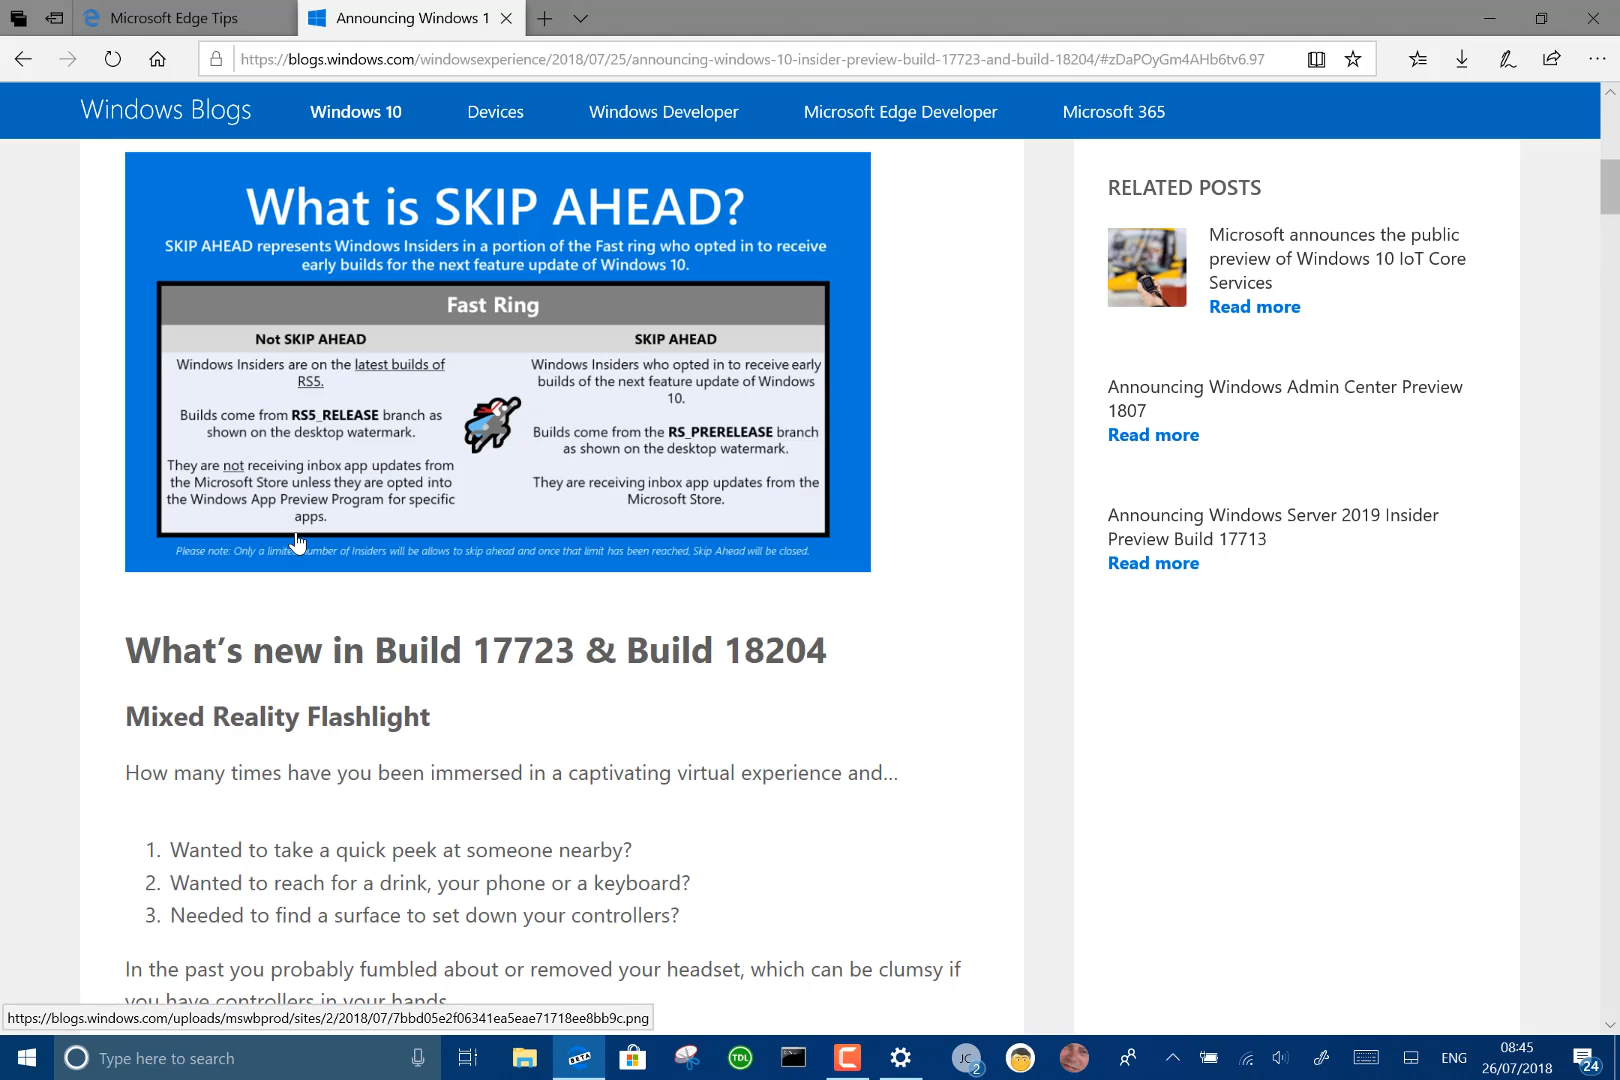 Microsoft Edge Tips
Announcing Windows 1
https://blogs.windows.com/windowsexperience/2018/07/25/announcing-windows-10-insider-preview-build-17723-and-build-18204/#zDaPOyGm4AHb6tv6.97
Windows Blogs
Windows 10
Devices
Windows Developer
Microsoft Edge Developer
Microsoft 365
What is SKIP AHEAD?
SKIP AHEAD represents Windows Insiders in a portion of the Fast ring who opted in to receive
early builds for the next feature update of Windows 10.
Fast Ring
Not SKIP AHEAD
Windows Insiders are on the latest builds of
RS5.
Builds come from RS5_RELEASE branch as
shown on the desktop watermark.
They are not receiving inbox app updates from
the Microsoft Store unless they are opted into
the Windows App Preview Program for specific
apps.
SKIP AHEAD
Windows Insiders who opted in to receive early
builds of the next feature update of Windows
10.
Builds come from the RS_PRERELEASE branch
as shown on the desktop watermark.
They are receiving inbox app updates from the
Microsoft Store.
Please note: Only a limited number of Insiders will be allows to skip ahead and once that limit has been reached, Skip Ahead will be closed.
What's new in Build 17723 & Build 18204
Mixed Reality Flashlight
How many times have you been immersed in a captivating virtual experience and...
1. Wanted to take a quick peek at someone nearby?
2. Wanted to reach for a drink, your phone or a keyboard?
3. Needed to find a surface to set down your controllers?
In the past you probably fumbled about or removed your headset, which can be clumsy if
you have controllers in your hands
RELATED POSTS
Microsoft announces the public
preview of Windows 10 IoT Core
Services
Read more
Announcing Windows Admin Center Preview
1807
Read more
Announcing Windows Server 2019 Insider
Preview Build 17713
Read more
https://blogs.windows.com/uploads/mswbprod/sites/2/2018/07/7bbd05e2f06341ea5eae71718ee8bb9c.png
Type here to search
BETA
TDL
JC
2
ENG
08:45
26/07/2018
24